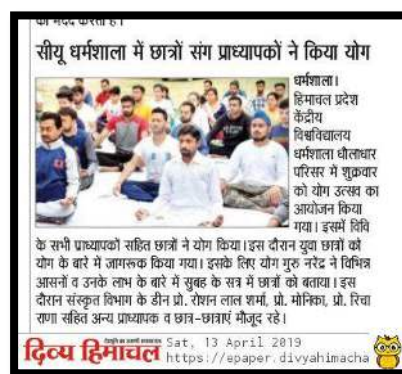 का मदद करता है।
सीयू धर्मशाला में छात्रों संग प्राध्यापकों ने किया योग
धर्मशाला।
हिमाचल प्रदेश
केंद्रीय
विश्वविद्यालय
धर्मशाला धौलाधार
परिसर में शुक्रवार
को योग उत्सव का
आयोजन किया
गया। इसमें विवि
के सभी प्राध्यापकों सहित छात्रों ने योग किया। इस दौरान युवा छात्रों को
योग के बारे में जागरूक किया गया। इसके लिए योग गुरु नरेंद्र ने विभिन्न
आसनों व उनके लाभ के बारे में सुबह के सत्र में छात्रों को बताया। इस
दौरान संस्कृत विभाग के डीन प्रो. रोशन लाल शर्मा, प्रो. मोनिका, प्रो. रिचा
राणा सहित अन्य प्राध्यापक व छात्र-छात्राएं मौजूद रहे।
दिव्य हिमाचल Sat, 13 April 2019
https://epaper.divyahimacha